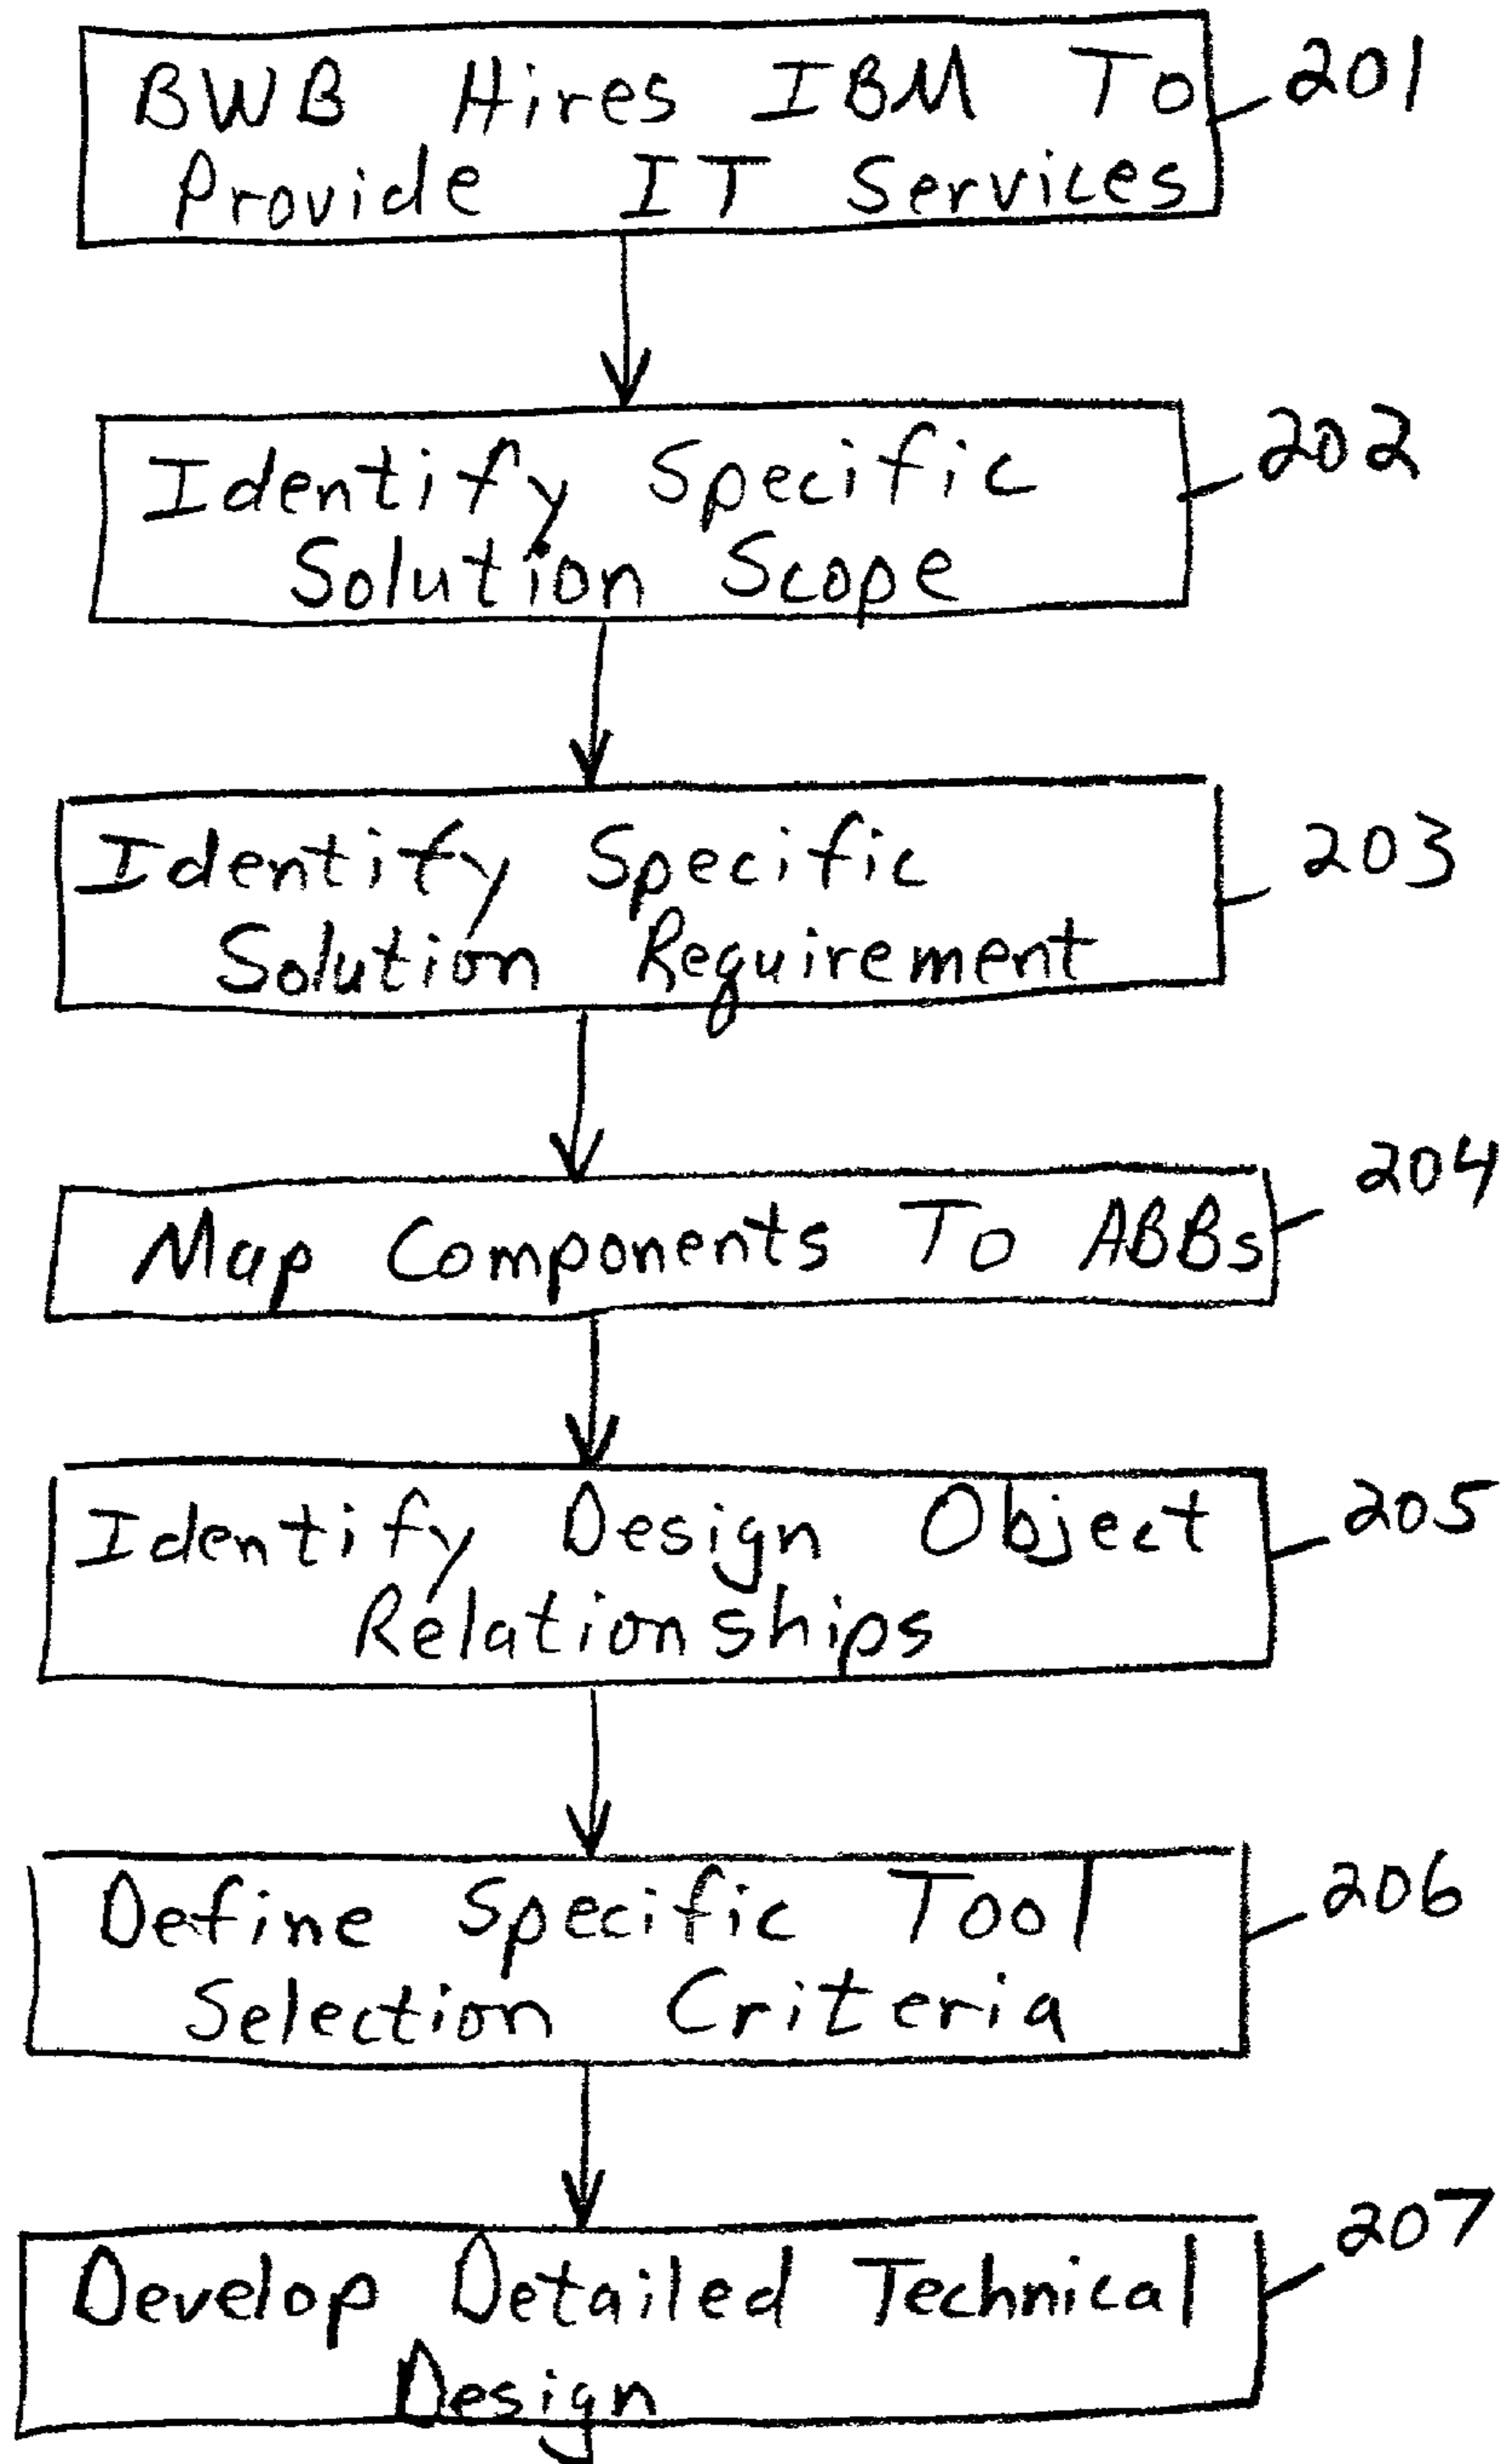 BWB Hires IBM To
Provide IT Services
201
Identify Specific
Solution Scope
202
Identify Specific
Solution Requirement
203
Map Components To ABBs
204
Identify Design Object
Relationships
205
Define Specific Tool
Selection Criteria
206
Develop Detailed Technical
Design
207